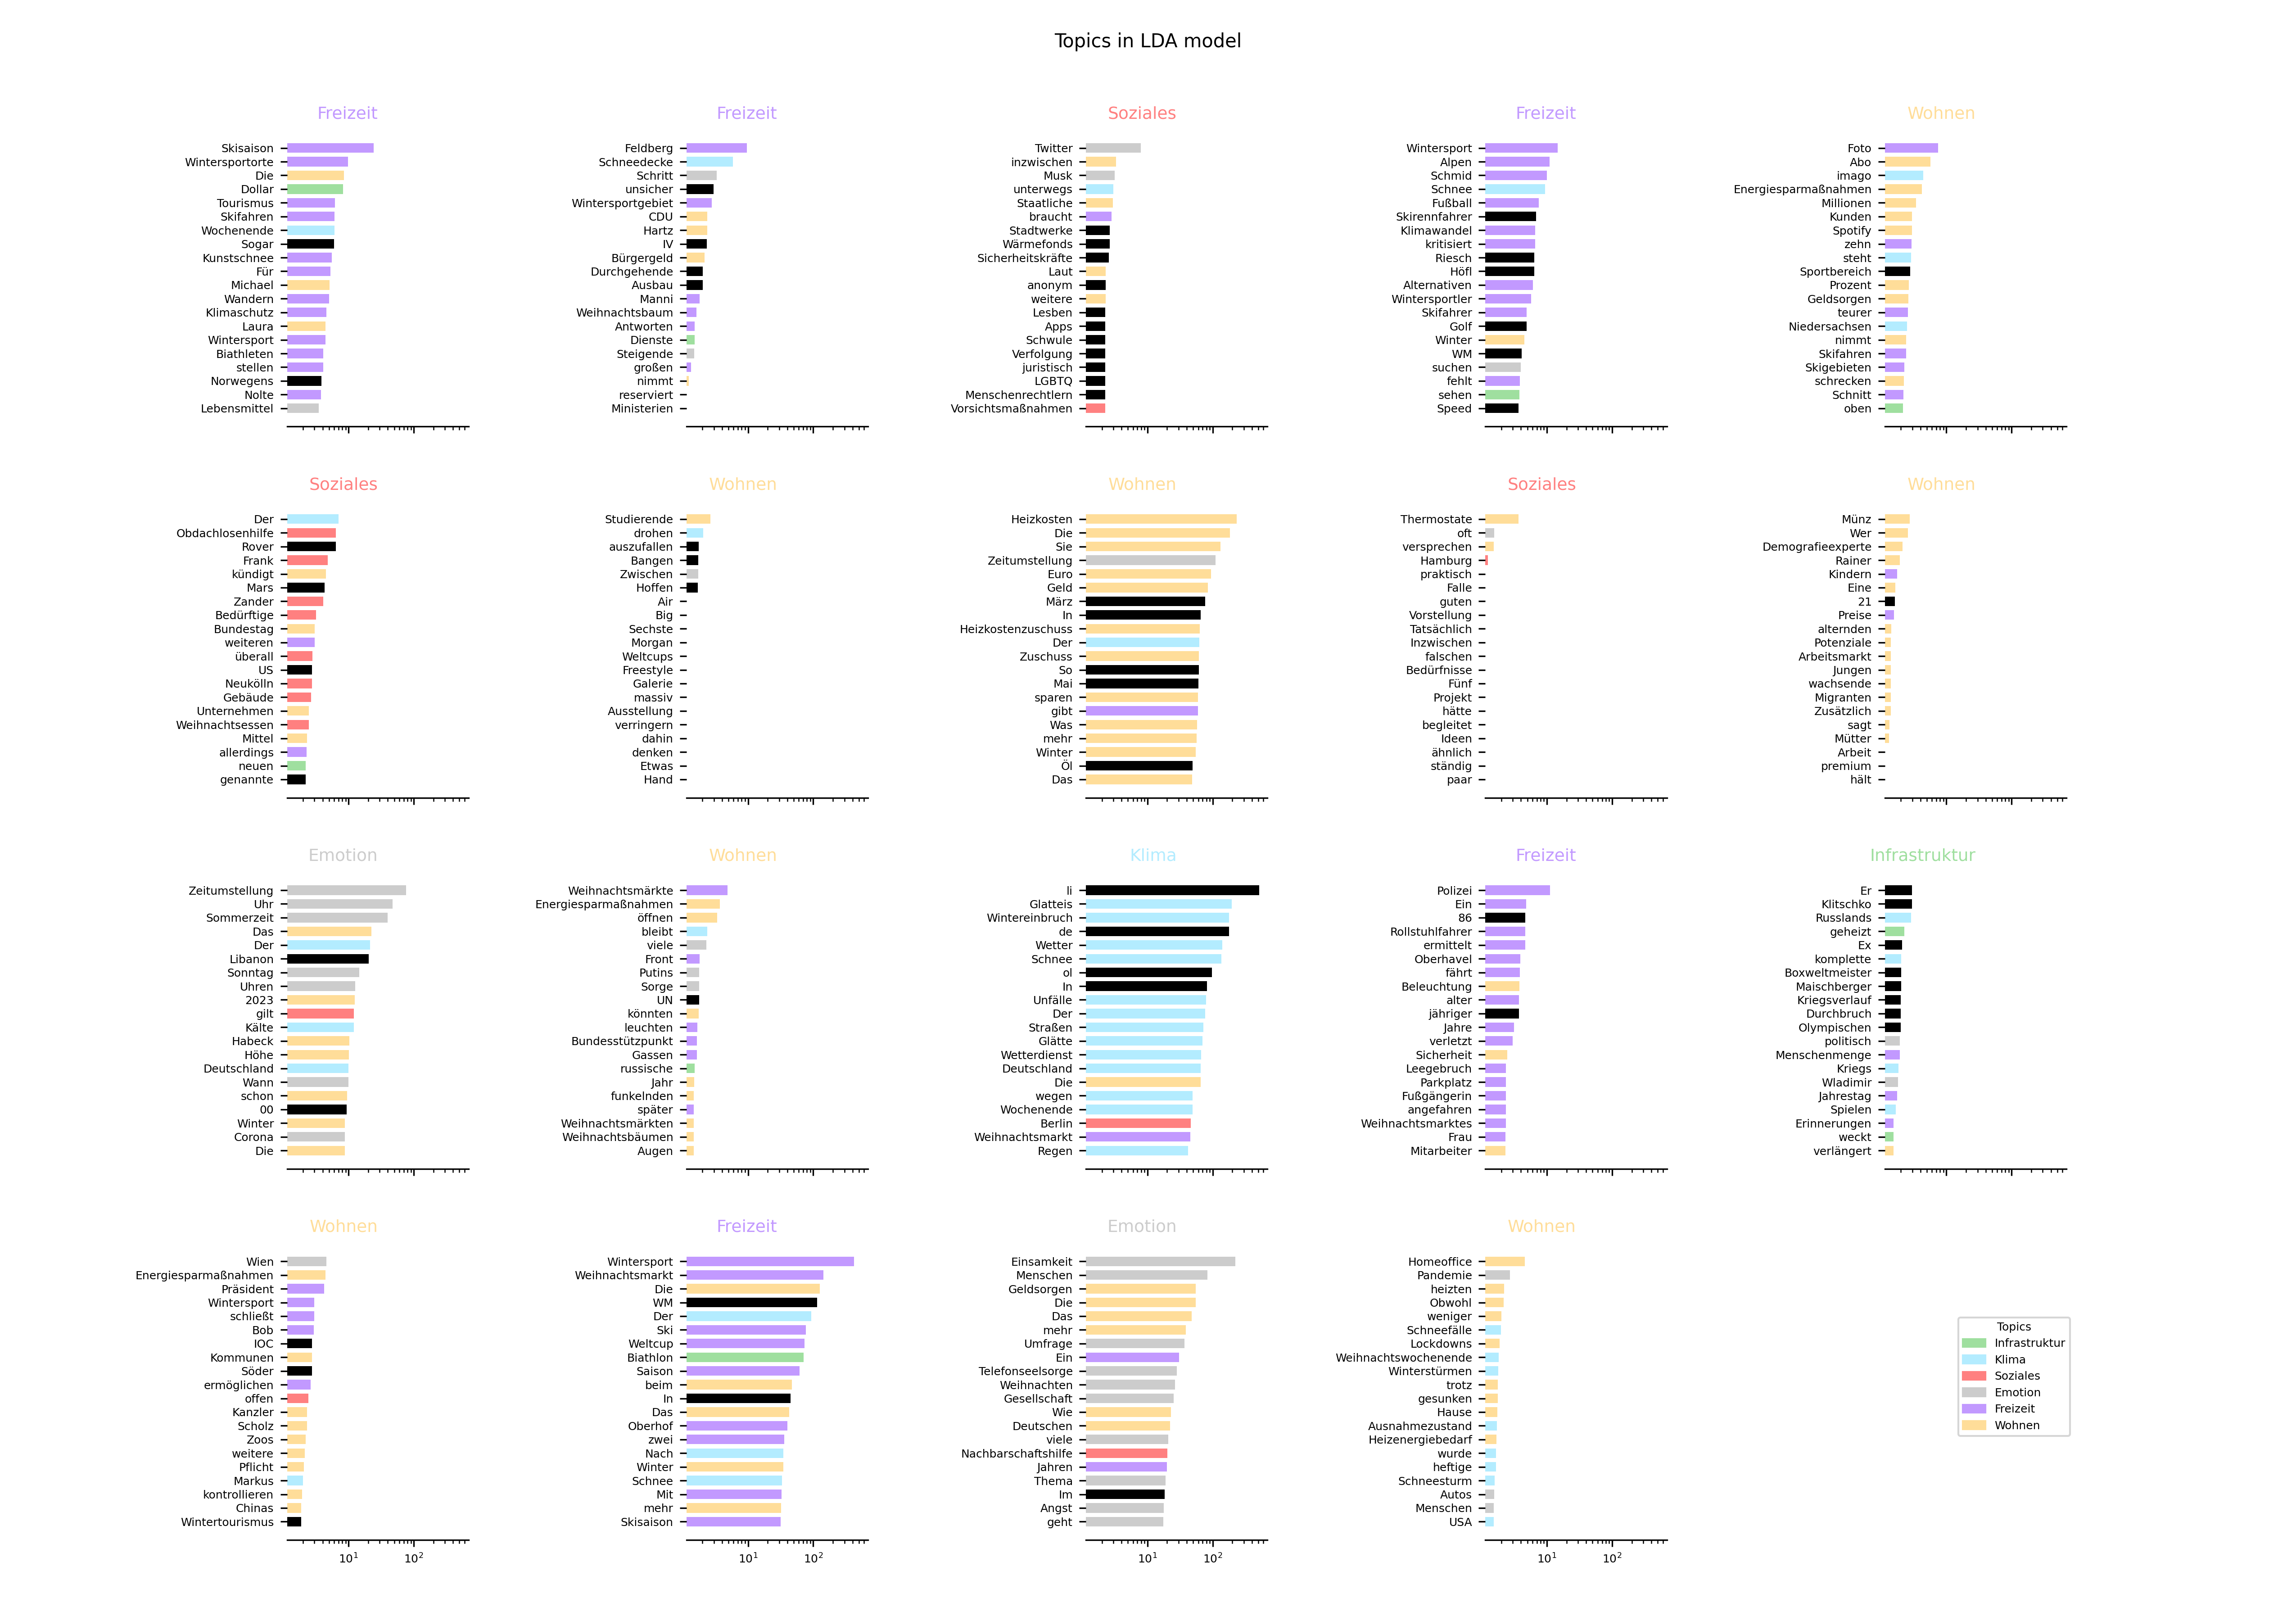 Topics in LDA model
Freizeit
Skisaison
Wintersportorte
Die
Dollar
Tourismus
Skifahren
Wochenende
Sogar
Kunstschnee
Für
Michael
Wandern
Klimaschutz
Laura
Wintersport
Biathleten
stellen
Norwegens
Nolte
Lebensmittel
Freizeit
Feldberg
Schneedecke
Schritt
unsicher
Wintersportgebiet
CDU
Hartz
IV
Bürgergeld
Durchgehende
Ausbau
Manni
Weihnachtsbaum
Antworten
Dienste
Steigende
großen
nimmt
reserviert
Ministerien
Soziales
Twitter
inzwischen
Musk
unterwegs
Staatliche
braucht
Stadtwerke
Wärmefonds
Sicherheitskräfte
Laut
anonym
weitere
Lesben
Apps
Schwule
Verfolgung
juristisch
LGBTQ
Menschenrechtlern
Vorsichtsmaßnahmen
Freizeit
Wintersport
Alpen
Schmid
Schnee
Fußball
Skirennfahrer
Klimawandel
kritisiert
Riesch
Höfl
Alternativen
Wintersportler
Skifahrer
Golf
Winter
WM
suchen
fehlt
sehen
Speed
Wohnen
Foto
Abo
imago
Energiesparmaßnahmen
Millionen
Kunden
Spotify
zehn
steht
Sportbereich
Prozent
Geldsorgen
teurer
Niedersachsen
nimmt
Skifahren
Skigebieten
schrecken
Schnitt
oben
Soziales
Der
Obdachlosenhilfe
Rover
Frank
kündigt
Mars
Zander
Bedürftige
Bundestag
weiteren
überall
US
Neukölln
Gebäude
Unternehmen
Weihnachtsessen
Mittel
allerdings
neuen
genannte
Wohnen
Studierende
drohen
auszufallen
Bangen
Zwischen
Hoffen
Air
Big
Sechste
Morgan
Weltcups
Freestyle
Galerie
massiv
Ausstellung
verringern
dahin
denken
Etwas
Hand
Wohnen
Heizkosten
Die
Sie
Zeitumstellung
Euro
Geld
März
In
Heizkostenzuschuss
Der
Zuschuss
So
Mai
sparen
gibt
Was
mehr
Winter
Öl
Das
Soziales
Thermostate
oft
versprechen
Hamburg
praktisch
Falle
guten
Vorstellung
Tatsächlich
Inzwischen
falschen
Bedürfnisse
Fünf
Projekt
hätte
begleitet
Ideen
ähnlich
ständig
paar
Wohnen
Münz
Wer
Demografieexperte
Rainer
Kindern
Eine
21
Preise
alternden
Potenziale
Arbeitsmarkt
Jungen
wachsende
Migranten
Zusätzlich
sagt
Mütter
Arbeit
premium
hält
Emotion
Zeitumstellung
Uhr
Sommerzeit
Das
Der
Libanon
Sonntag
Uhren
2023
gilt
Kälte
Habeck
Höhe
Deutschland
Wann
schon
00
Winter
Corona
Die
Wohnen
Weihnachtsmärkte
Energiesparmaßnahmen
öffnen
bleibt
viele
Front
Putins
Sorge
UN
könnten
leuchten
Bundesstützpunkt
Gassen
russische
Jahr
funkelnden
später
Weihnachtsmärkten
Weihnachtsbäumen
Augen
Klima
li
Glatteis
Wintereinbruch
de
Wetter
Schnee
ol
In
Unfälle
Der
Straßen
Glätte
Wetterdienst
Deutschland
Die
wegen
Wochenende
Berlin
Weihnachtsmarkt
Regen
Freizeit
Polizei
Ein
86
Rollstuhlfahrer
ermittelt
Oberhavel
fährt
Beleuchtung
alter
jähriger
Jahre
verletzt
Sicherheit
Leegebruch
Parkplatz
Fußgängerin
angefahren
Weihnachtsmarktes
Frau
Mitarbeiter
Infrastruktur
Er
Klitschko
Russlands
geheizt
Ex
komplette
Boxweltmeister
Maischberger
Kriegsverlauf
Durchbruch
Olympischen
politisch
Menschenmenge
Kriegs
Wladimir
Jahrestag
Spielen
Erinnerungen
weckt
verlängert
Wohnen
Wien
Energiesparmaßnahmen
Präsident
Wintersport
schließt
Bob
IOC
Kommunen
Söder
ermöglichen
offen
Kanzler
Scholz
Zoos
weitere
Pflicht
Markus
kontrollieren
Chinas
Wintertourismus
10¹ 10²
Freizeit
Wintersport
Weihnachtsmarkt
Die
WM
Der
Ski
Weltcup
Biathlon
Saison
beim
In
Das
Oberhof
zwei
Nach
Winter
Schnee
Mit
mehr
Skisaison
10¹ 10²
Emotion
Einsamkeit
Menschen
Geldsorgen
Die
Das
mehr
Umfrage
Ein
Telefonseelsorge
Weihnachten
Gesellschaft
Wie
Deutschen
viele
Nachbarschaftshilfe
Jahren
Thema
Im
Angst
geht
10¹ 10²
Wohnen
Homeoffice
Pandemie
heizten
Obwohl
weniger
Schneefälle
Lockdowns
Weihnachtswochenende
Winterstürmen
trotz
gesunken
Hause
Ausnahmezustand
Heizenergiebedarf
wurde
heftige
Schneesturm
Autos
Menschen
USA
10¹ 10²
Topics
Infrastruktur
Klima
Soziales
Emotion
Freizeit
Wohnen